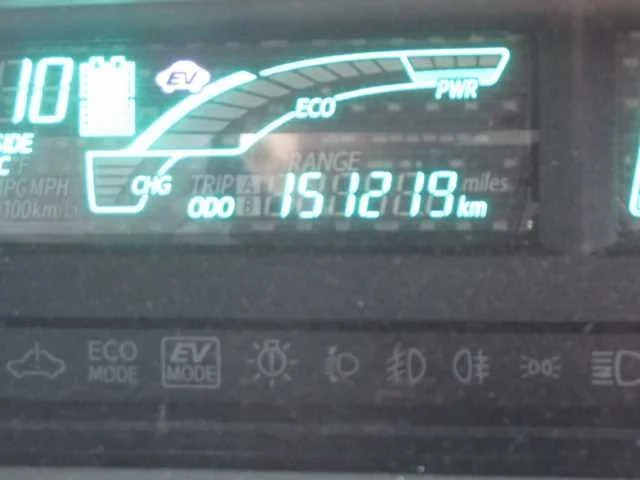 10
EV
SIDE
C
ECO
PWR
RANGE
CHG
TRIP A
miles
MPG MPH
100km/L
ODO B 151219 km
ECO MODE
EV MODE